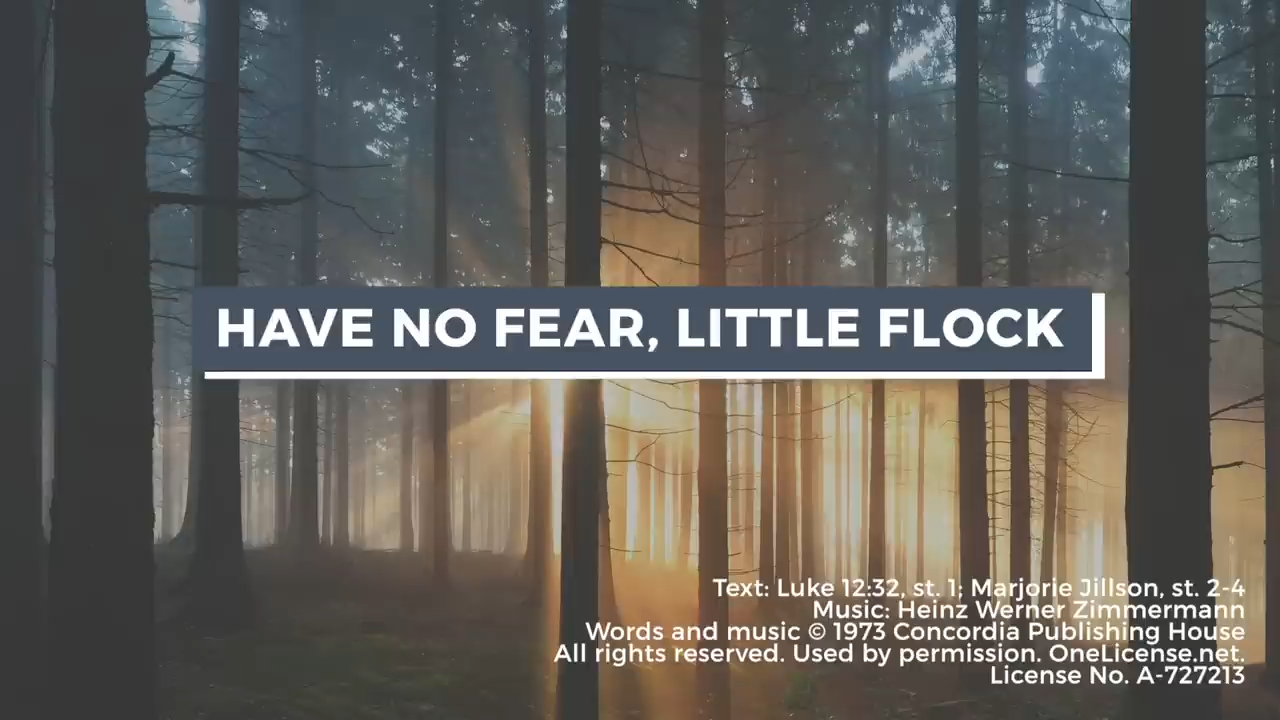 HAVE NO FEAR, LITTLE FLOCK
Text: Luke 12:32, st. 1; Marjorie Jillson, st. 2-4
Music: Heinz Werner Zimmermann
Words and music © 1973 Concordia Publishing House
All rights reserved. Used by permission. OneLicense.net.
License No. A-727213